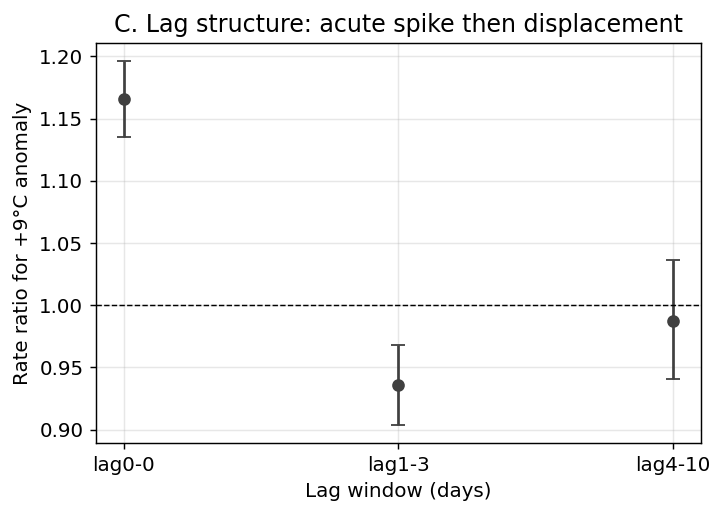 C. Lag structure: acute spike then displacement
Rate ratio for +9°C anomaly
1.20
1.15
1.10
1.05
1.00
0.95
0.90
lag0-0
lag1-3
lag4-10
Lag window (days)